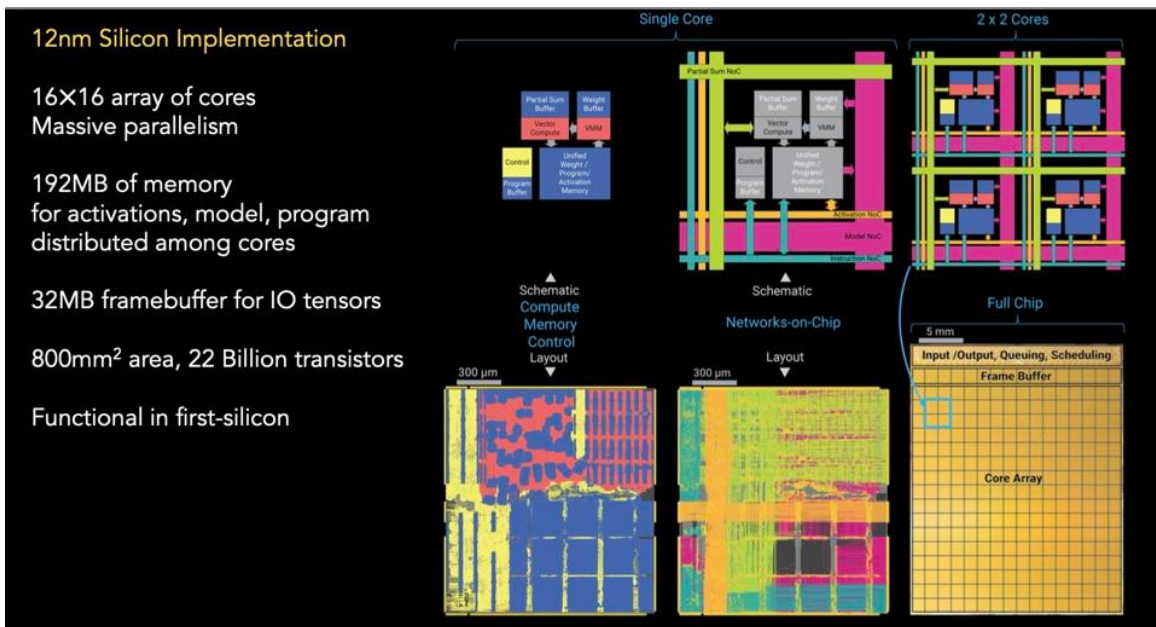 12nm Silicon Implementation
16×16 array of cores
Massive parallelism
192MB of memory
for activations, model, program
distributed among cores
32MB framebuffer for IO tensors
800mm² area, 22 Billion transistors
Functional in first-silicon
Single Core
2 x 2 Cores
Partial Sum
Buffer
Weight
Buffer
Vector
Compute
VMM
Control
Program
Buffer
Unified
Weight /
Program/
Activation
Memory
Partial Sum NoC
Partial Sum
Buffer
Weight
Buffer
Vector
Compute
VMM
Control
Program
Buffer
Unified
Weight /
Program/
Activation
Memory
Activation NoC
Model NoC
Instruction NoC
Schematic
Compute
Memory
Control
Layout
Schematic
Networks-on-Chip
Layout
300 µm
300 µm
Full Chip
5 mm
Input /Output, Queuing, Scheduling
Frame Buffer
Core Array